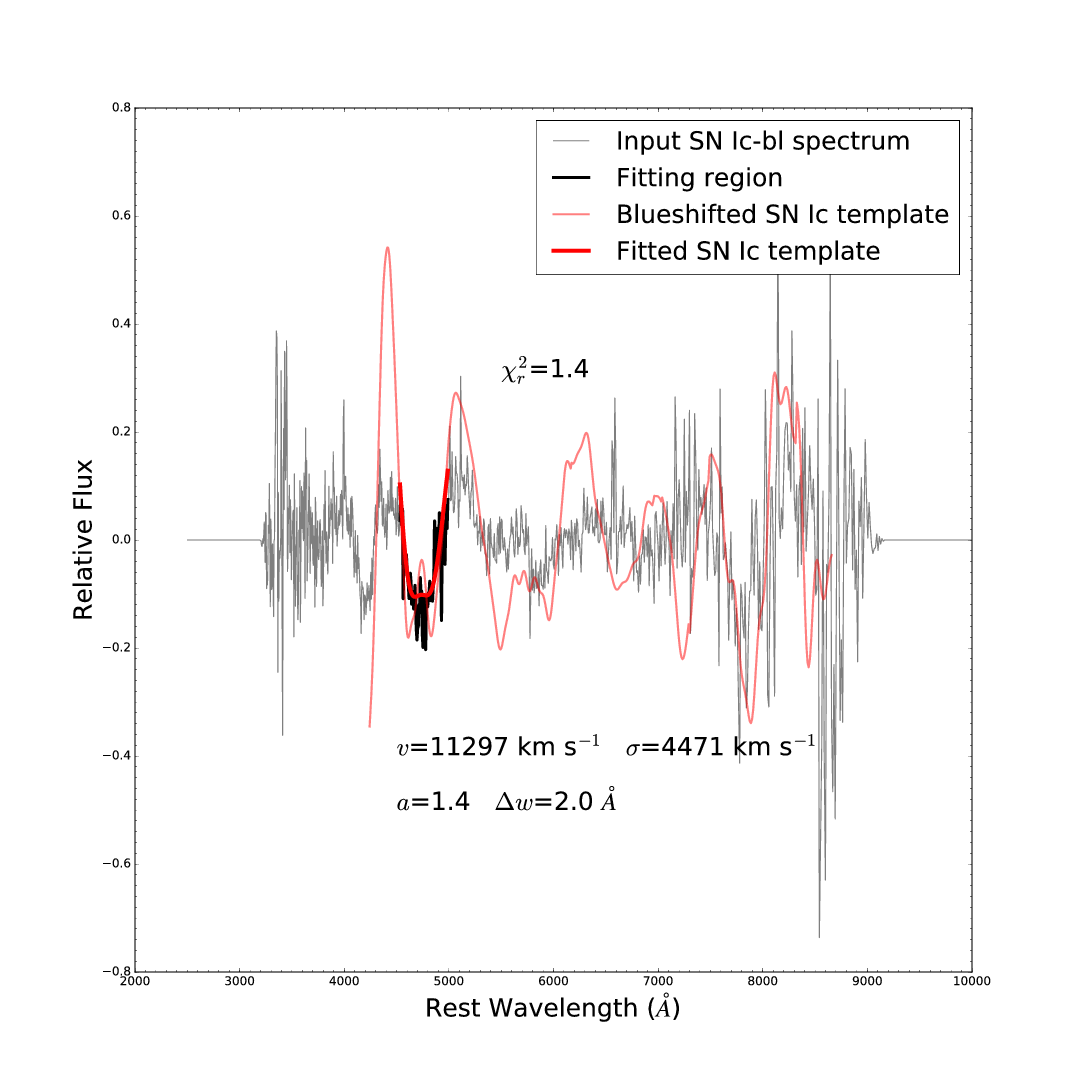 0.8
0.6
0.4
0.2
0.0
−0.2
−0.4
−0.6
−0.8
Relative Flux
Input SN Ic-bl spectrum
Fitting region
Blueshifted SN Ic template
Fitted SN Ic template
χ²ᵣ=1.4
v=11297 km s⁻¹ σ=4471 km s⁻¹
a=1.4 Δw=2.0 Å
2000 3000 4000 5000 6000 7000 8000 9000 10000
Rest Wavelength (Å)